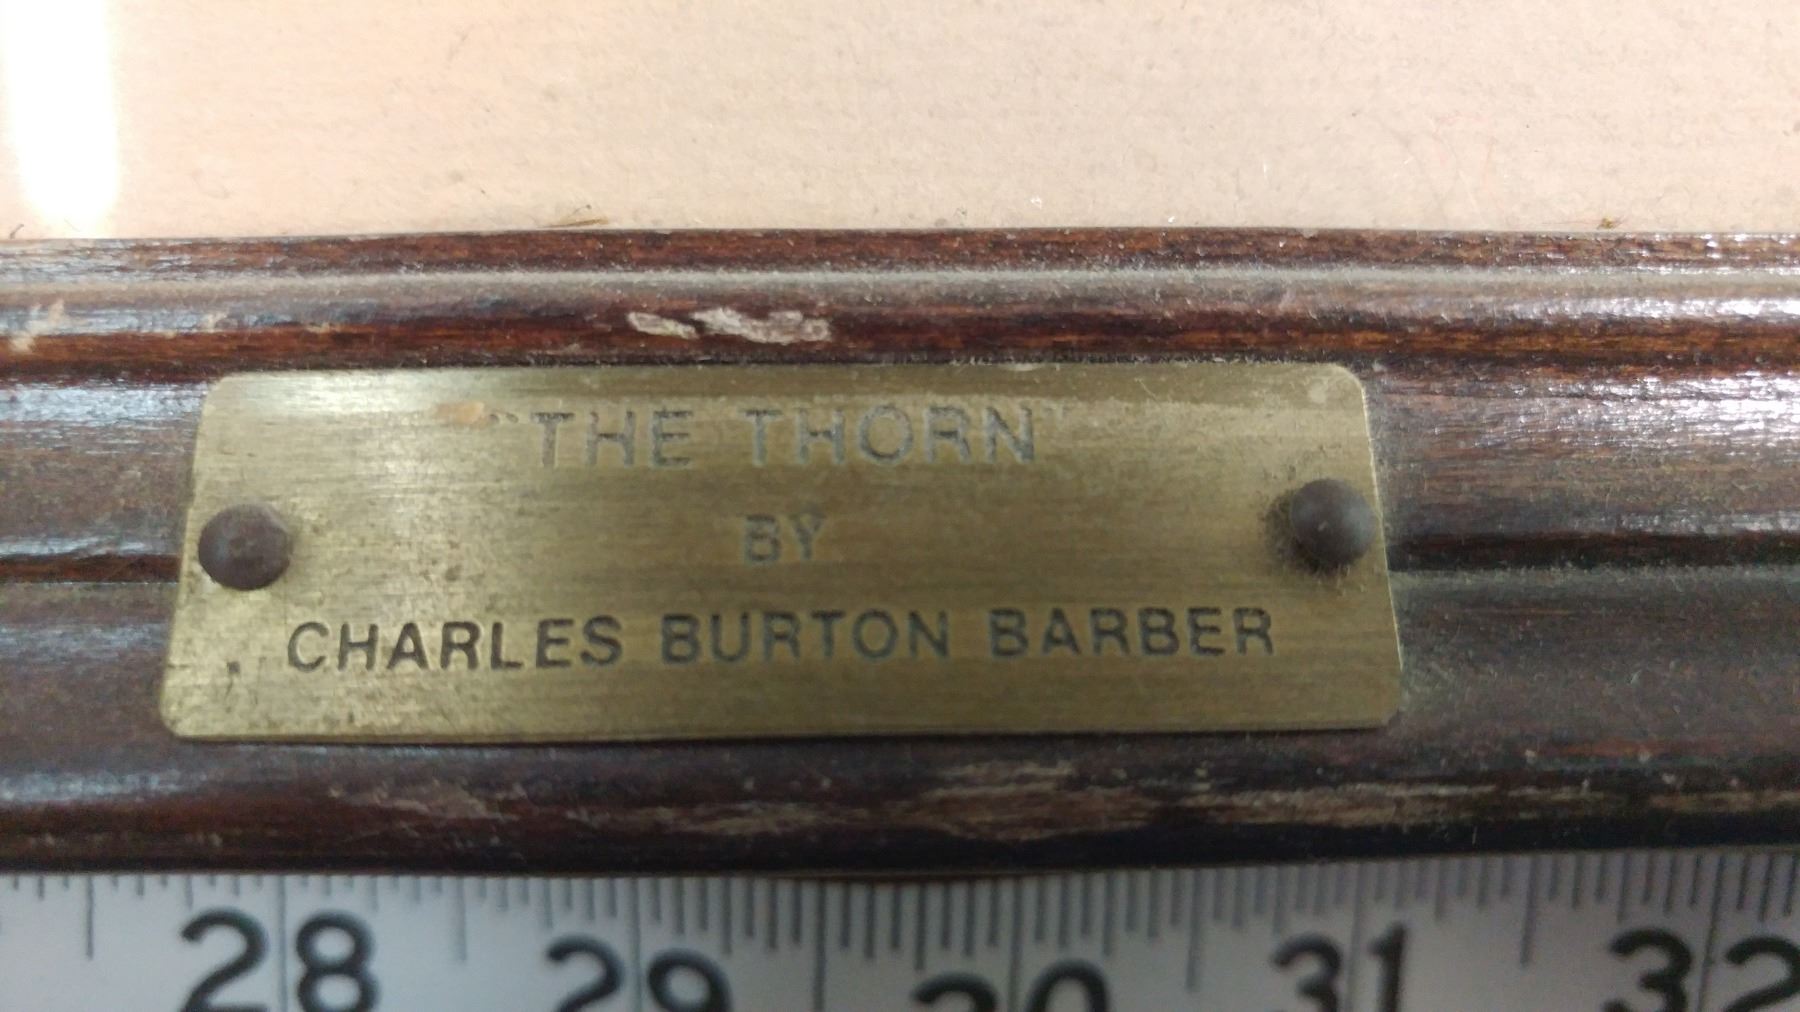 "THE THORN"
BY
CHARLES BURTON BARBER
28 29 30 31 32